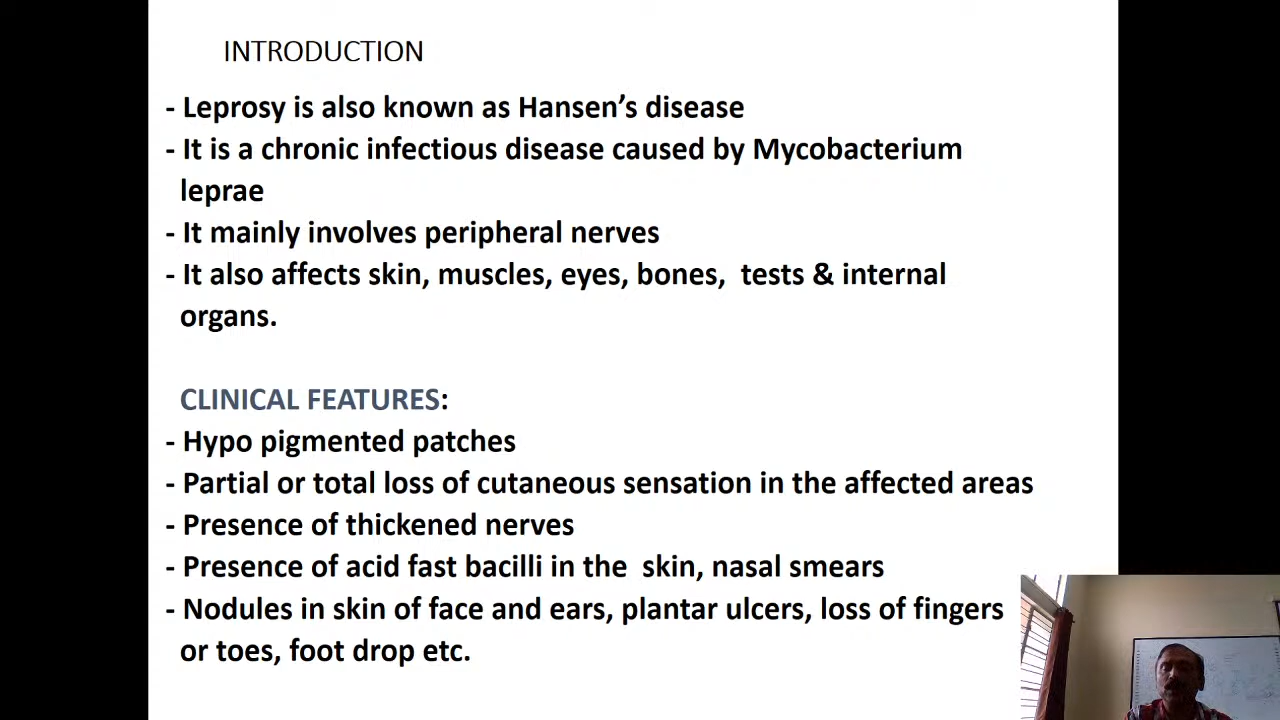 INTRODUCTION
- Leprosy is also known as Hansen’s disease
- It is a chronic infectious disease caused by Mycobacterium
leprae
- It mainly involves peripheral nerves
- It also affects skin, muscles, eyes, bones, tests & internal
organs.
CLINICAL FEATURES:
- Hypo pigmented patches
- Partial or total loss of cutaneous sensation in the affected areas
- Presence of thickened nerves
- Presence of acid fast bacilli in the skin, nasal smears
- Nodules in skin of face and ears, plantar ulcers, loss of fingers
or toes, foot drop etc.